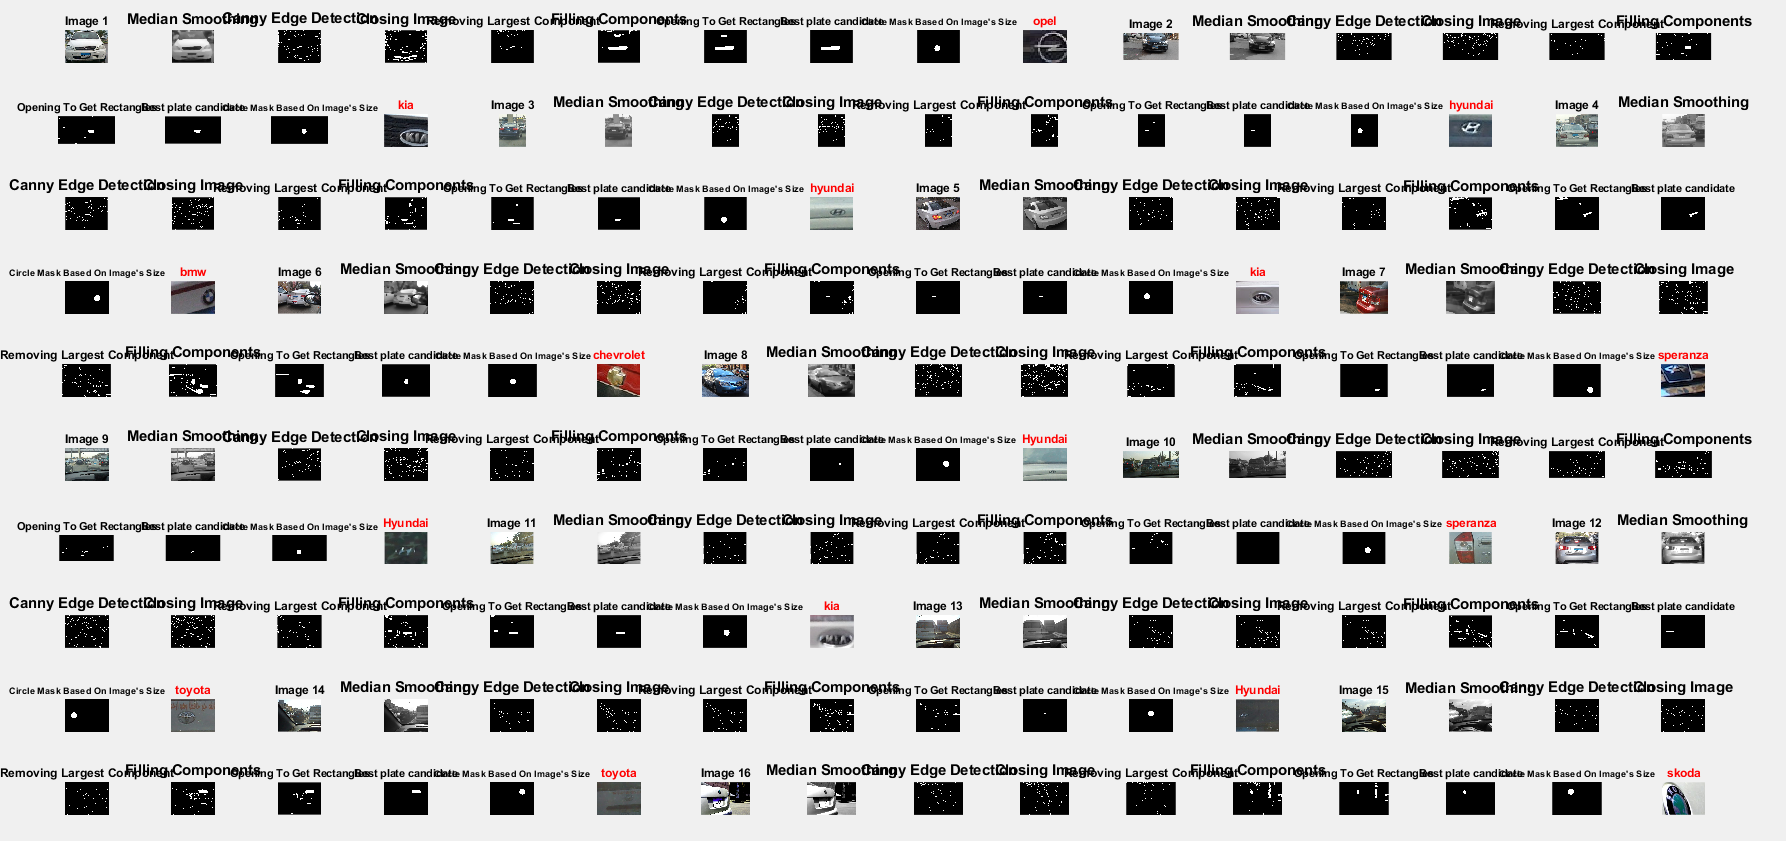 Image 1 Median Smoothing Canny Edge Detection Closing Image Removing Largest Component Filling Components Opening To Get Rectangles Best plate candidate Circle Mask Based On Image's Size opel Image 2 Median Smoothing Canny Edge Detection Closing Image Removing Largest Component Filling Components
Opening To Get Rectangles Best plate candidate Circle Mask Based On Image's Size kia Image 3 Median Smoothing Canny Edge Detection Closing Image Removing Largest Component Filling Components Opening To Get Rectangles Best plate candidate Circle Mask Based On Image's Size hyundai Image 4 Median Smoothing
Canny Edge Detection Closing Image Removing Largest Component Filling Components Opening To Get Rectangles Best plate candidate Circle Mask Based On Image's Size hyundai Image 5 Median Smoothing Canny Edge Detection Closing Image Removing Largest Component Filling Components Opening To Get Rectangles Best plate candidate
Circle Mask Based On Image's Size bmw Image 6 Median Smoothing Canny Edge Detection Closing Image Removing Largest Component Filling Components Opening To Get Rectangles Best plate candidate Circle Mask Based On Image's Size kia Image 7 Median Smoothing Canny Edge Detection Closing Image
Removing Largest Component Filling Components Opening To Get Rectangles Best plate candidate Circle Mask Based On Image's Size chevrolet Image 8 Median Smoothing Canny Edge Detection Closing Image Removing Largest Component Filling Components Opening To Get Rectangles Best plate candidate Circle Mask Based On Image's Size speranza
Image 9 Median Smoothing Canny Edge Detection Closing Image Removing Largest Component Filling Components Opening To Get Rectangles Best plate candidate Circle Mask Based On Image's Size Hyundai Image 10 Median Smoothing Canny Edge Detection Closing Image Removing Largest Component Filling Components
Opening To Get Rectangles Best plate candidate Circle Mask Based On Image's Size Hyundai Image 11 Median Smoothing Canny Edge Detection Closing Image Removing Largest Component Filling Components Opening To Get Rectangles Best plate candidate Circle Mask Based On Image's Size speranza Image 12 Median Smoothing
Canny Edge Detection Closing Image Removing Largest Component Filling Components Opening To Get Rectangles Best plate candidate Circle Mask Based On Image's Size kia Image 13 Median Smoothing Canny Edge Detection Closing Image Removing Largest Component Filling Components Opening To Get Rectangles Best plate candidate
Circle Mask Based On Image's Size toyota Image 14 Median Smoothing Canny Edge Detection Closing Image Removing Largest Component Filling Components Opening To Get Rectangles Best plate candidate Circle Mask Based On Image's Size Hyundai Image 15 Median Smoothing Canny Edge Detection Closing Image
Removing Largest Component Filling Components Opening To Get Rectangles Best plate candidate Circle Mask Based On Image's Size toyota Image 16 Median Smoothing Canny Edge Detection Closing Image Removing Largest Component Filling Components Opening To Get Rectangles Best plate candidate Circle Mask Based On Image's Size skoda